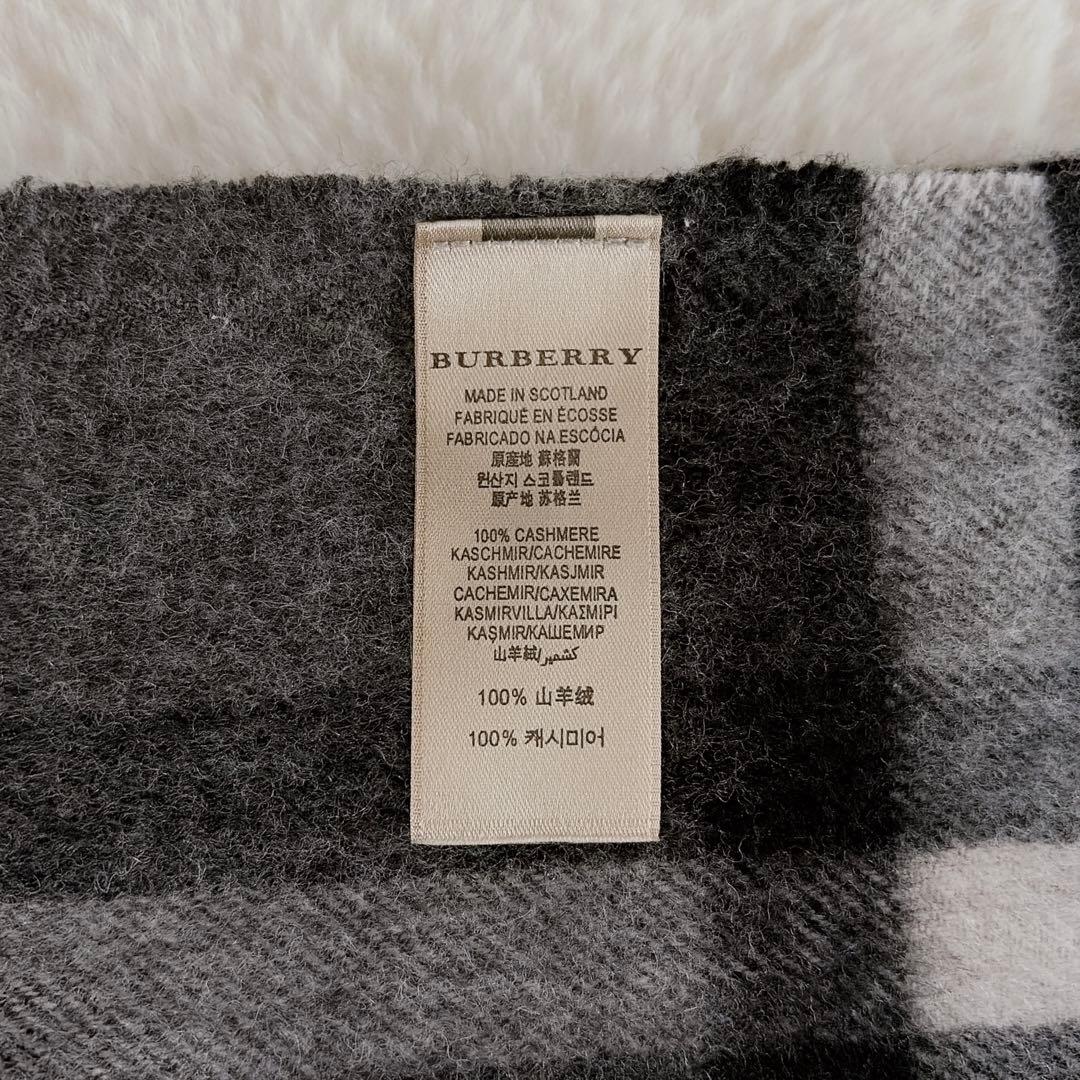 BURBERRY
MADE IN SCOTLAND
FABRIQUÉ EN ÉCOSSE
FABRICADO NA ESCÓCIA
原産地 蘇格蘭
원산지 스코틀랜드
原产地 苏格兰
100% CASHMERE
KASCHMIR/CACHEMIRE
KASHMIR/KASJMIR
CACHEMIR/CAXEMIRA
KASMIRVILLA/ΚΑΣΜΙΡΙ
KAŞMIR/КАШЕМИР
山羊絨/كشمير
100% 山羊绒
100% 캐시미어